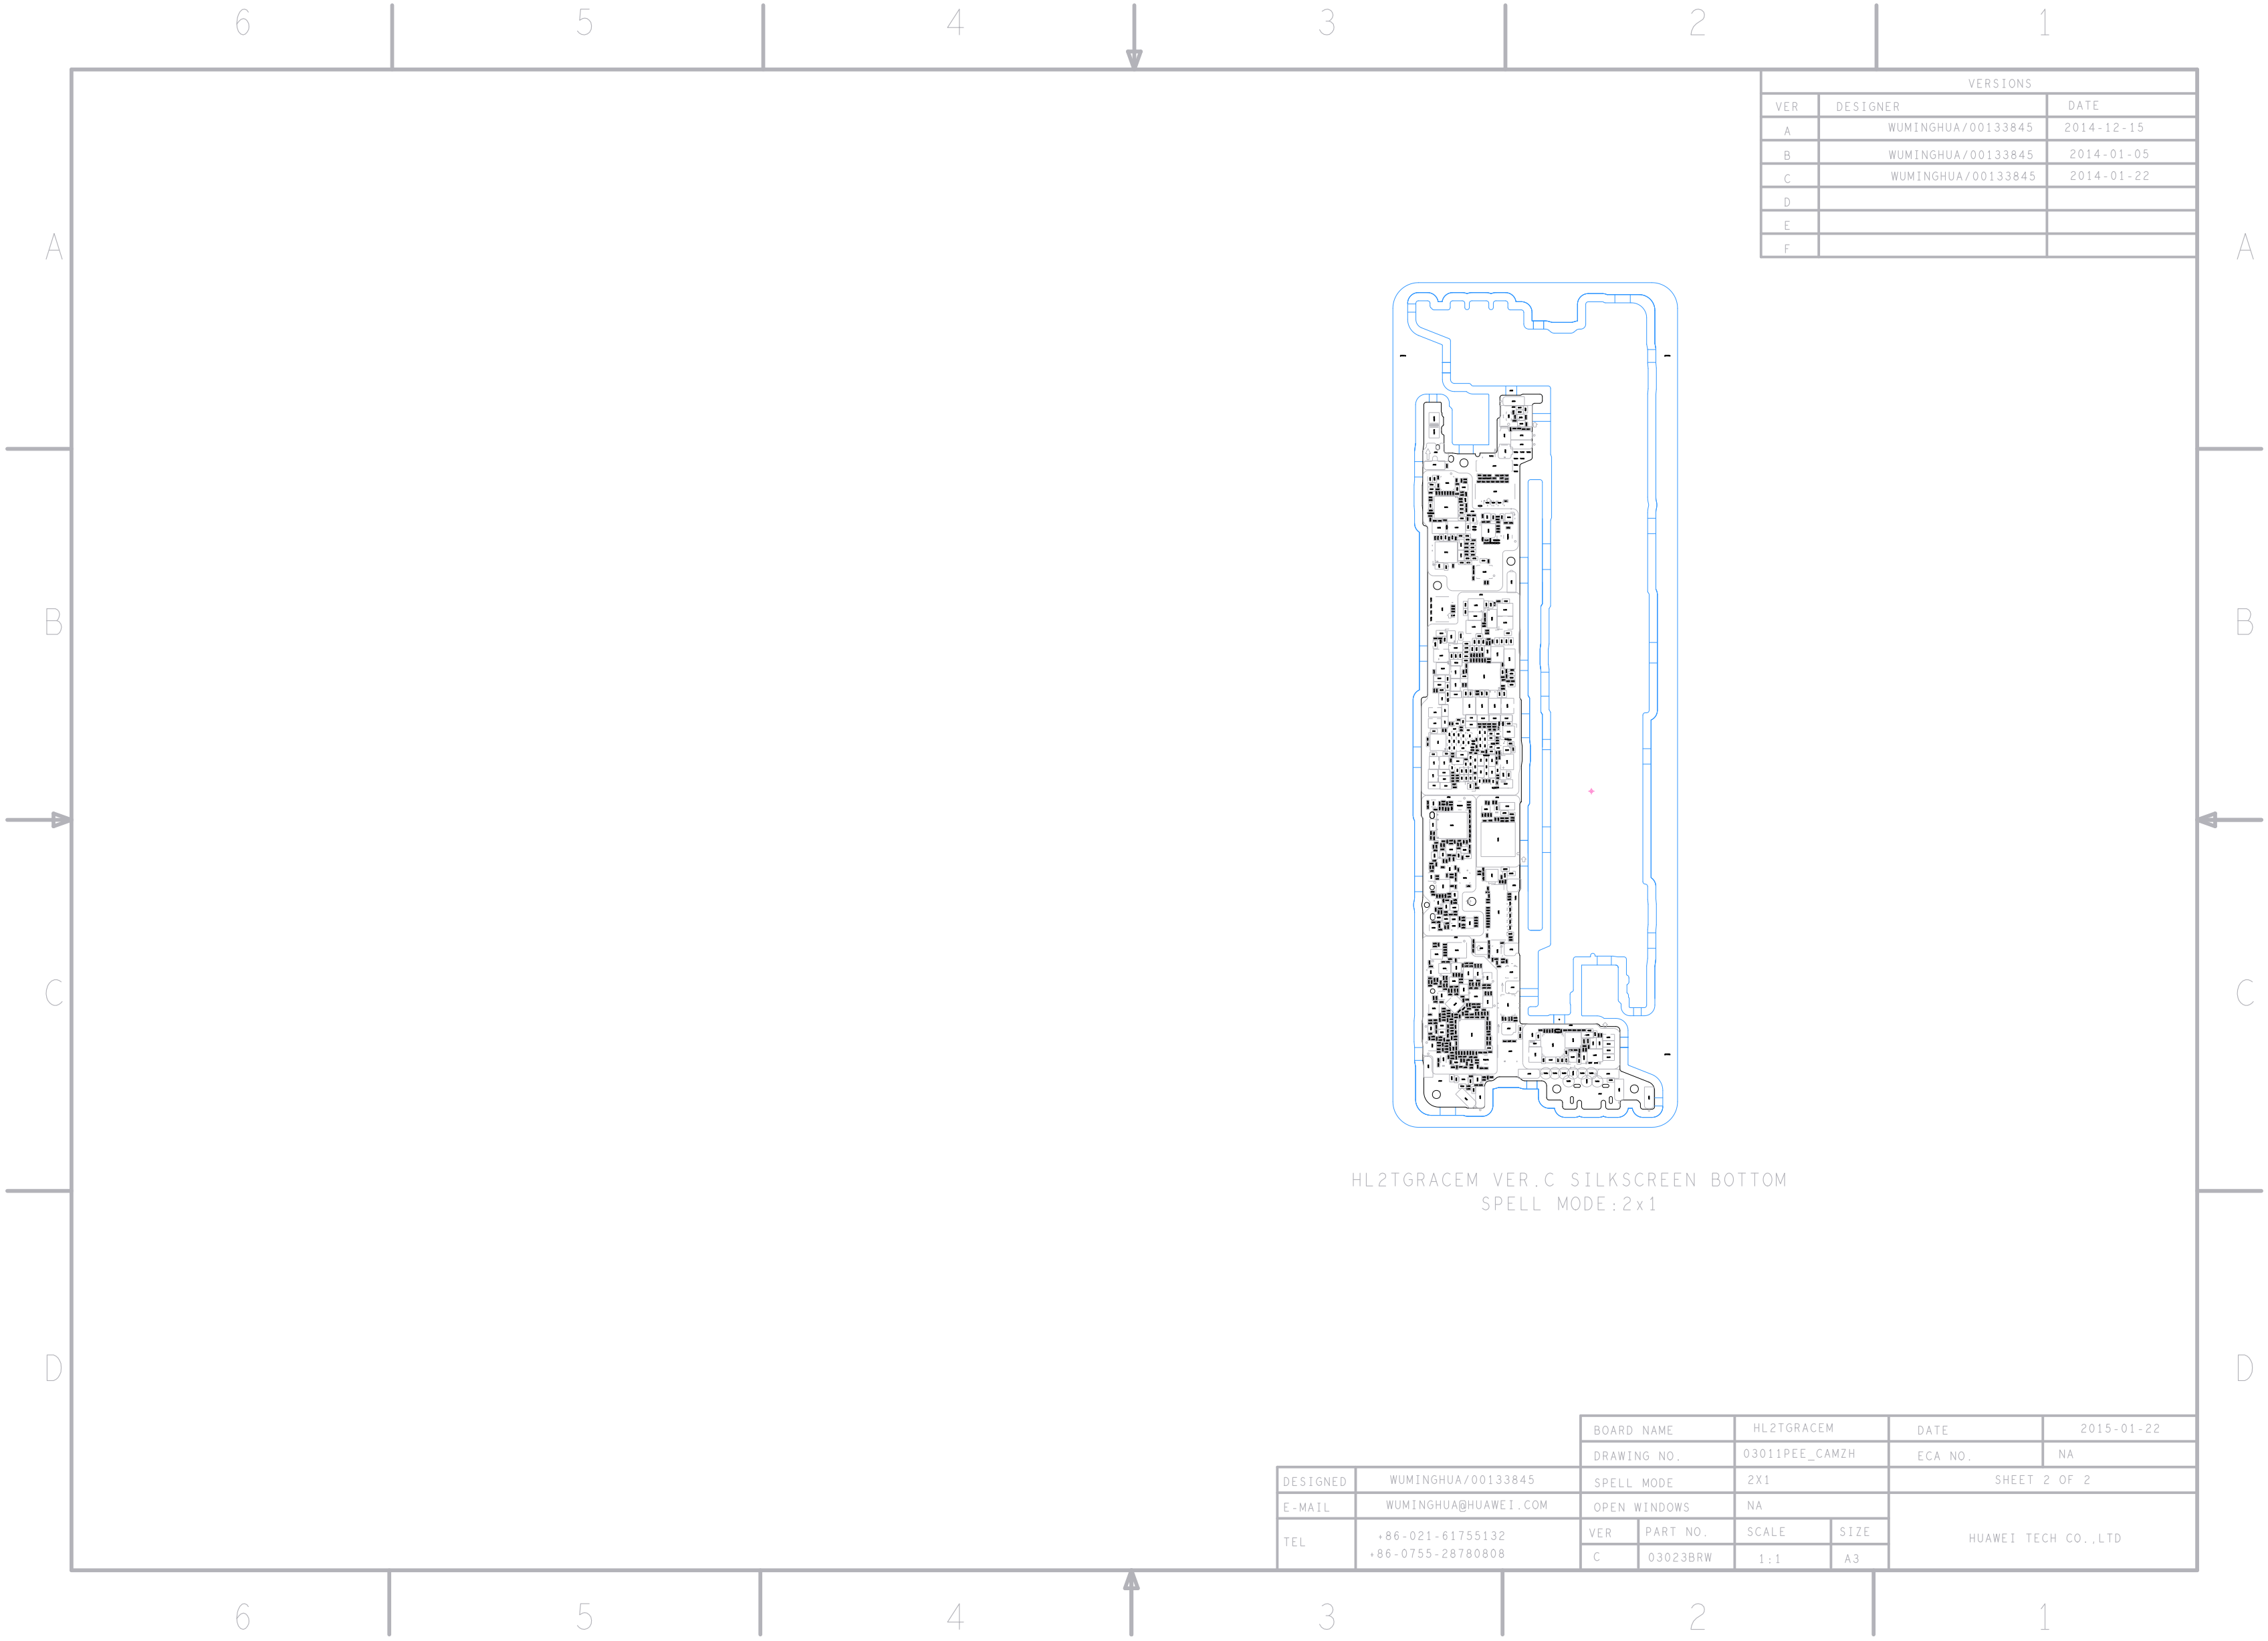 6 5 4 3 2 1
VERSIONS
VER DESIGNER DATE
A WUMINGHUA/00133845 2014-12-15
B WUMINGHUA/00133845 2014-01-05
C WUMINGHUA/00133845 2014-01-22
D
E
F
A A
B B
C C
HL2TGRACEM VER.C SILKSCREEN BOTTOM
SPELL MODE:2x1
D D
BOARD NAME HL2TGRACEM DATE 2015-01-22
DRAWING NO. 03011PEE_CAMZH ECA NO. NA
DESIGNED WUMINGHUA/00133845 SPELL MODE 2X1 SHEET 2 OF 2
E-MAIL WUMINGHUA@HUAWEI.COM OPEN WINDOWS NA
TEL +86-021-61755132 VER PART NO. SCALE SIZE HUAWEI TECH CO.,LTD
+86-0755-28780808 C 03023BRW 1:1 A3
6 5 4 3 2 1